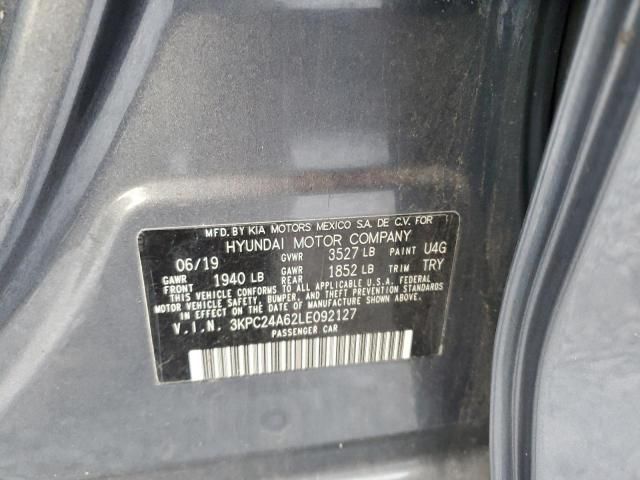 MFD. BY KIA MOTORS MEXICO S.A. DE C.V. FOR
HYUNDAI MOTOR COMPANY
06/19 GVWR 3527 LB PAINT U4G
GAWR FRONT 1940 LB GAWR REAR 1852 LB TRIM TRY
THIS VEHICLE CONFORMS TO ALL APPLICABLE U.S.A. FEDERAL
MOTOR VEHICLE SAFETY, BUMPER, AND THEFT PREVENTION STANDARDS
IN EFFECT ON THE DATE OF MANUFACTURE SHOWN ABOVE.
V.I.N. 3KPC24A62LE092127
PASSENGER CAR